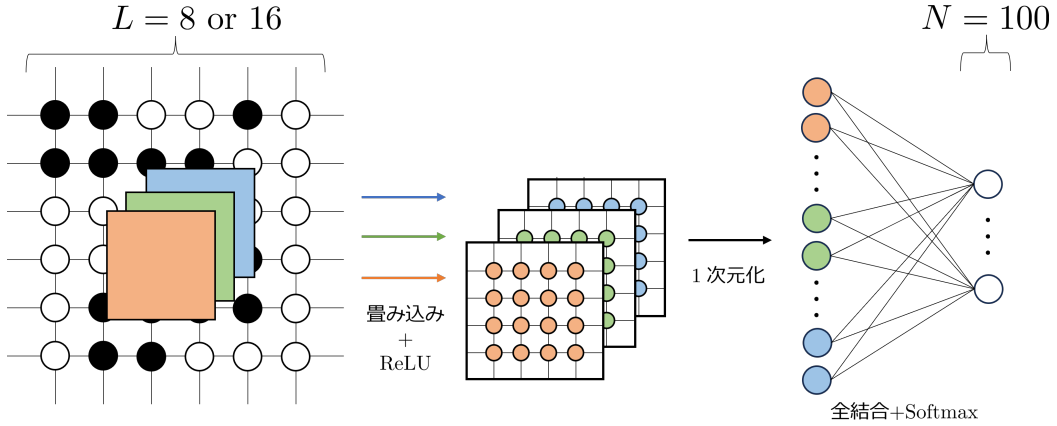 L = 8 or 16
N = 100
畳み込み
+
ReLU
1 次元化
全結合+Softmax